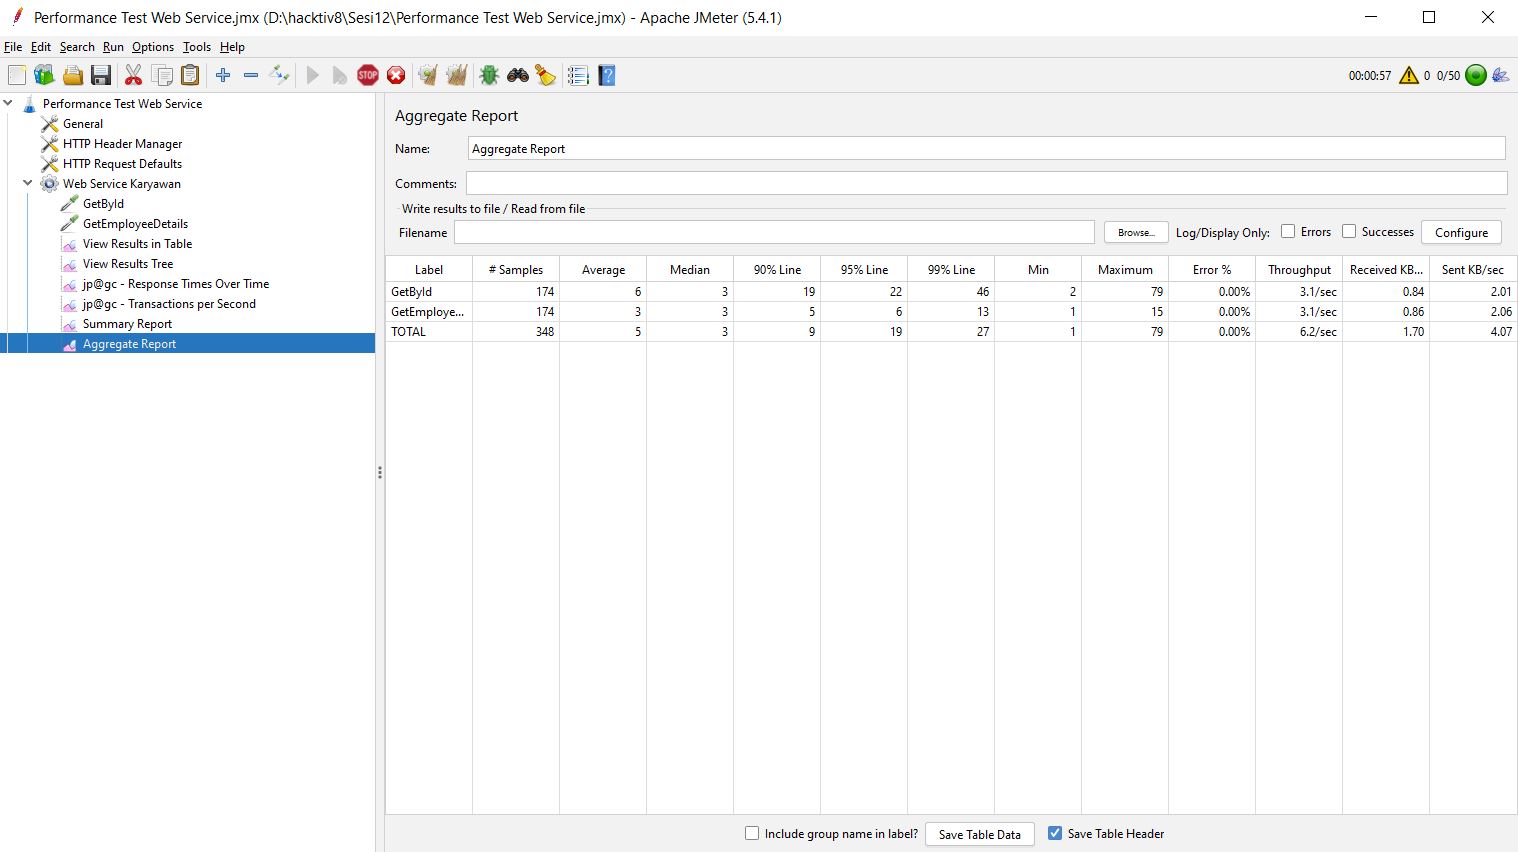 Performance Test Web Service.jmx (D:\hacktiv8\Sesi12\Performance Test Web Service.jmx) - Apache JMeter (5.4.1)
File Edit Search Run Options Tools Help
STOP ? 00:00:57 0 0/50
Performance Test Web Service
General
HTTP Header Manager
HTTP Request Defaults
Web Service Karyawan
GetById
GetEmployeeDetails
View Results in Table
View Results Tree
jp@gc - Response Times Over Time
jp@gc - Transactions per Second
Summary Report
Aggregate Report
Aggregate Report
Name: Aggregate Report
Comments:
Write results to file / Read from file
Filename Browse... Log/Display Only: Errors Successes Configure
Label # Samples Average Median 90% Line 95% Line 99% Line Min Maximum Error % Throughput Received KB... Sent KB/sec
GetById 174 6 3 19 22 46 2 79 0.00% 3.1/sec 0.84 2.01
GetEmploye... 174 3 3 5 6 13 1 15 0.00% 3.1/sec 0.86 2.06
TOTAL 348 5 3 9 19 27 1 79 0.00% 6.2/sec 1.70 4.07
Include group name in label? Save Table Data Save Table Header